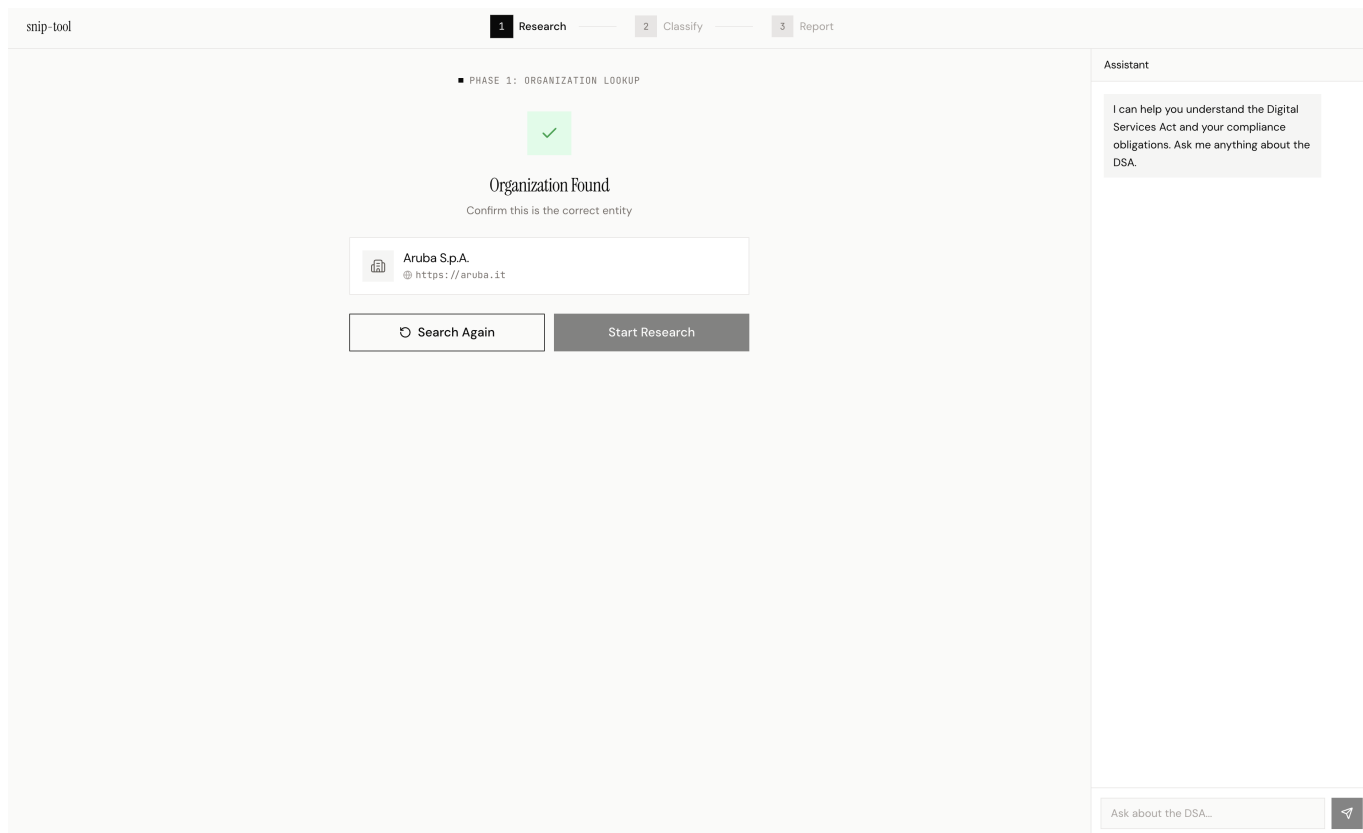 snip-tool
1 Research
2 Classify
3 Report
PHASE 1: ORGANIZATION LOOKUP
Organization Found
Confirm this is the correct entity
Aruba S.p.A.
https://aruba.it
Search Again
Start Research
Assistant
I can help you understand the Digital
Services Act and your compliance
obligations. Ask me anything about the
DSA.
Ask about the DSA...